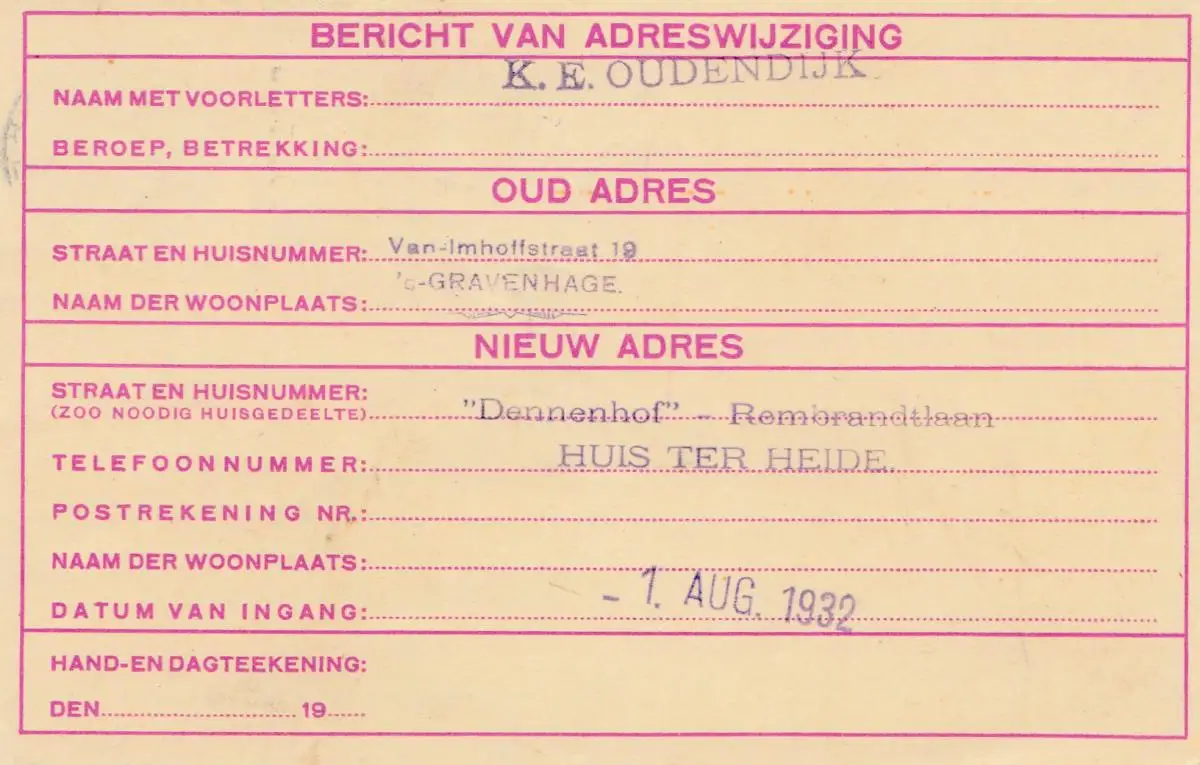 BERICHT VAN ADRESWIJZIGING
K. E. OUDENDIJK
NAAM MET VOORLETTERS:
BEROEP, BETREKKING:
OUD ADRES
STRAAT EN HUISNUMMER: Van-Imhoffstraat 19
's-GRAVENHAGE.
NAAM DER WOONPLAATS:
NIEUW ADRES
STRAAT EN HUISNUMMER:
(ZOO NOODIG HUISGEDEELTE) "Dennenhof" - Rembrandtlaan
TELEFOONNUMMER: HUIS TER HEIDE.
POSTREKENING NR.:
NAAM DER WOONPLAATS:
DATUM VAN INGANG: - 1. AUG. 1932
HAND-EN DAGTEEKENING:
DEN 19